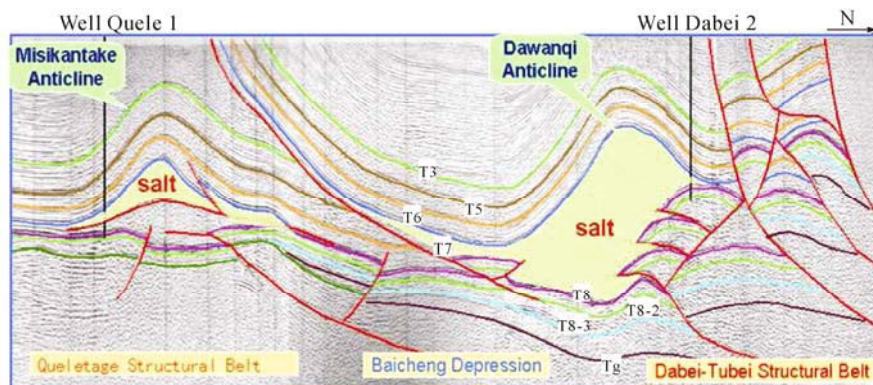 Well Quele 1
Well Dabei 2
N
Misikantake
Anticline
Dawanqi
Anticline
salt
salt
T3
T5
T6
T7
T8
T8-2
T8-3
Tg
Queletage Structural Belt
Baicheng Depression
Dabei-Tubei Structural Belt